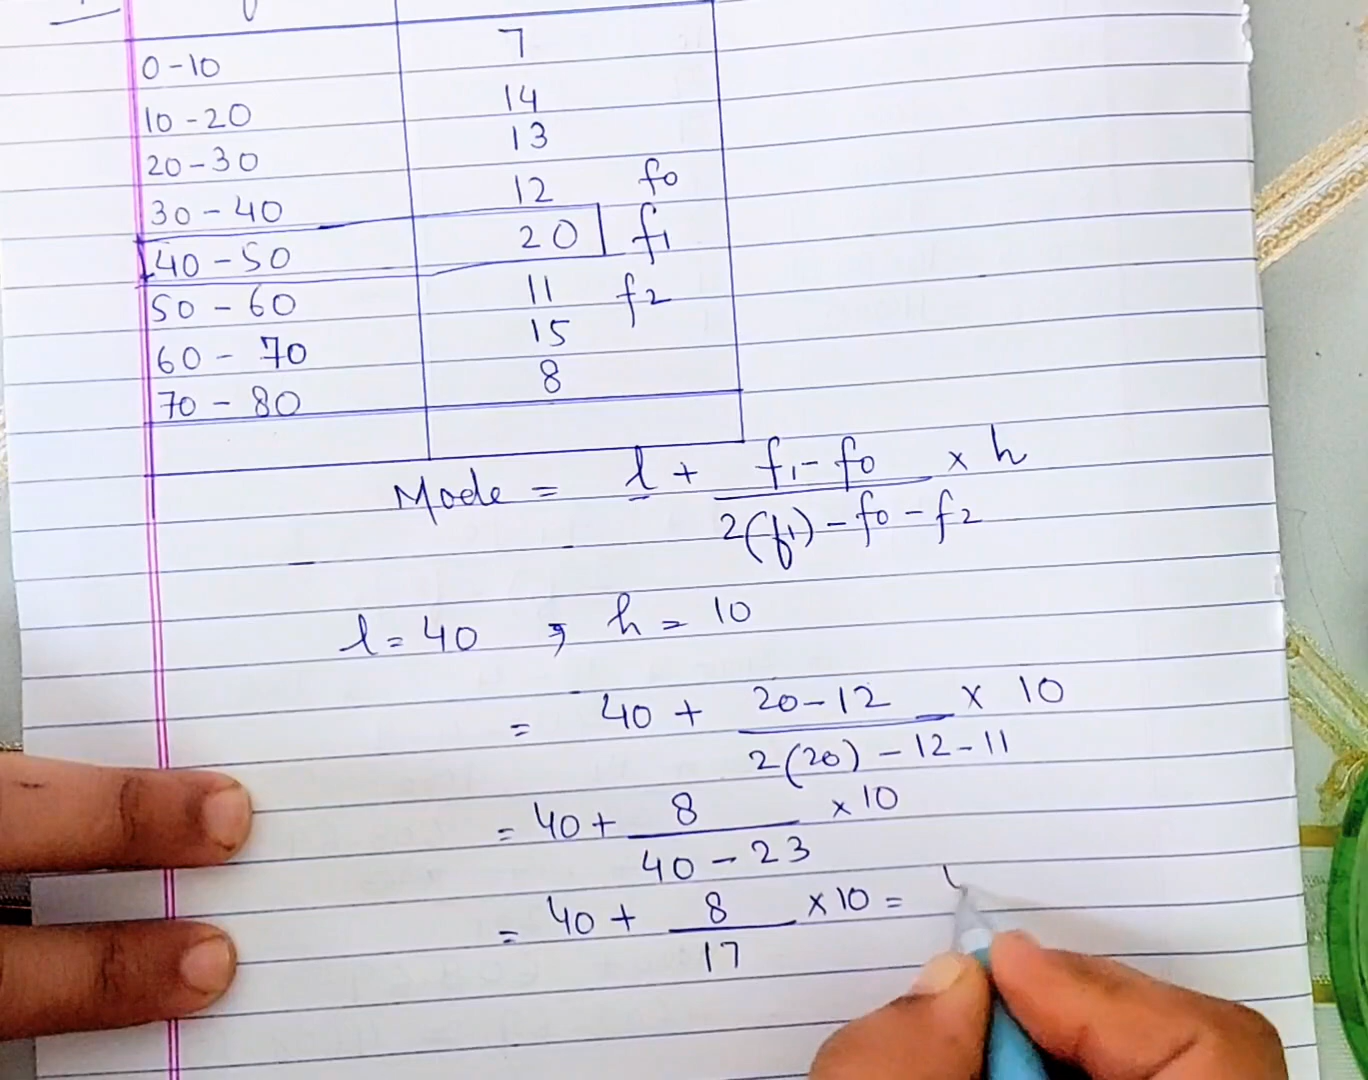 0-10 7
10-20 14
20-30 13
30-40 12 f0
40-50 20 f1
50-60 11 f2
60-70 15
70-80 8
Mode = l + f1-f0 / 2(f1)-f0-f2 × h
l=40 , h=10
= 40 + 20-12 / 2(20)-12-11 × 10
= 40 + 8 / 40-23 × 10
= 40 + 8 / 17 × 10 =